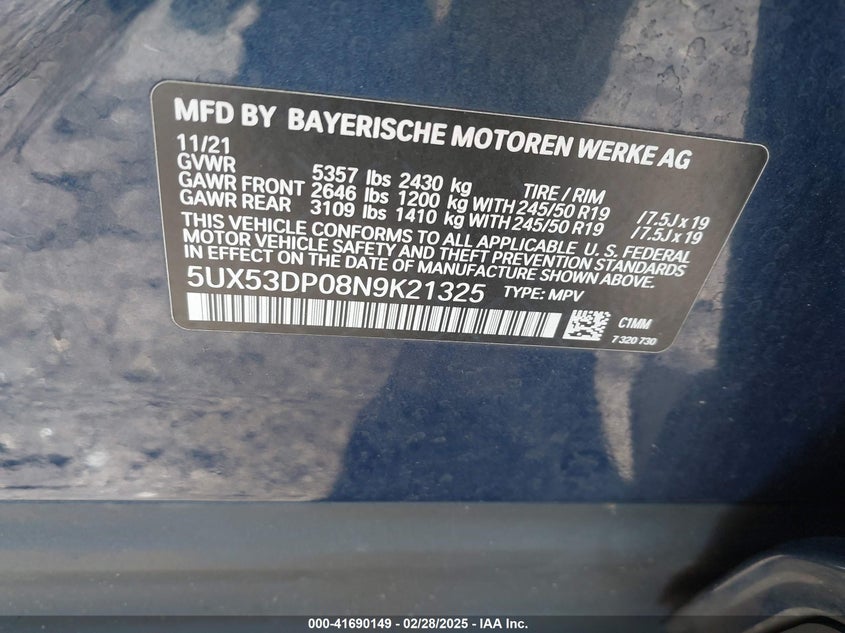 MFD BY BAYERISCHE MOTOREN WERKE AG
11/21
GVWR 5357 lbs 2430 kg TIRE / RIM
GAWR FRONT 2646 lbs 1200 kg WITH 245/50 R19 / 7.5J x 19
GAWR REAR 3109 lbs 1410 kg WITH 245/50 R19 / 7.5J x 19
THIS VEHICLE CONFORMS TO ALL APPLICABLE U. S. FEDERAL
MOTOR VEHICLE SAFETY AND THEFT PREVENTION STANDARDS
IN EFFECT ON THE DATE OF MANUFACTURE SHOWN ABOVE.
5UX53DP08N9K21325 TYPE: MPV
C1MM
7 320 730
000-41690149 - 02/28/2025 - IAA Inc.